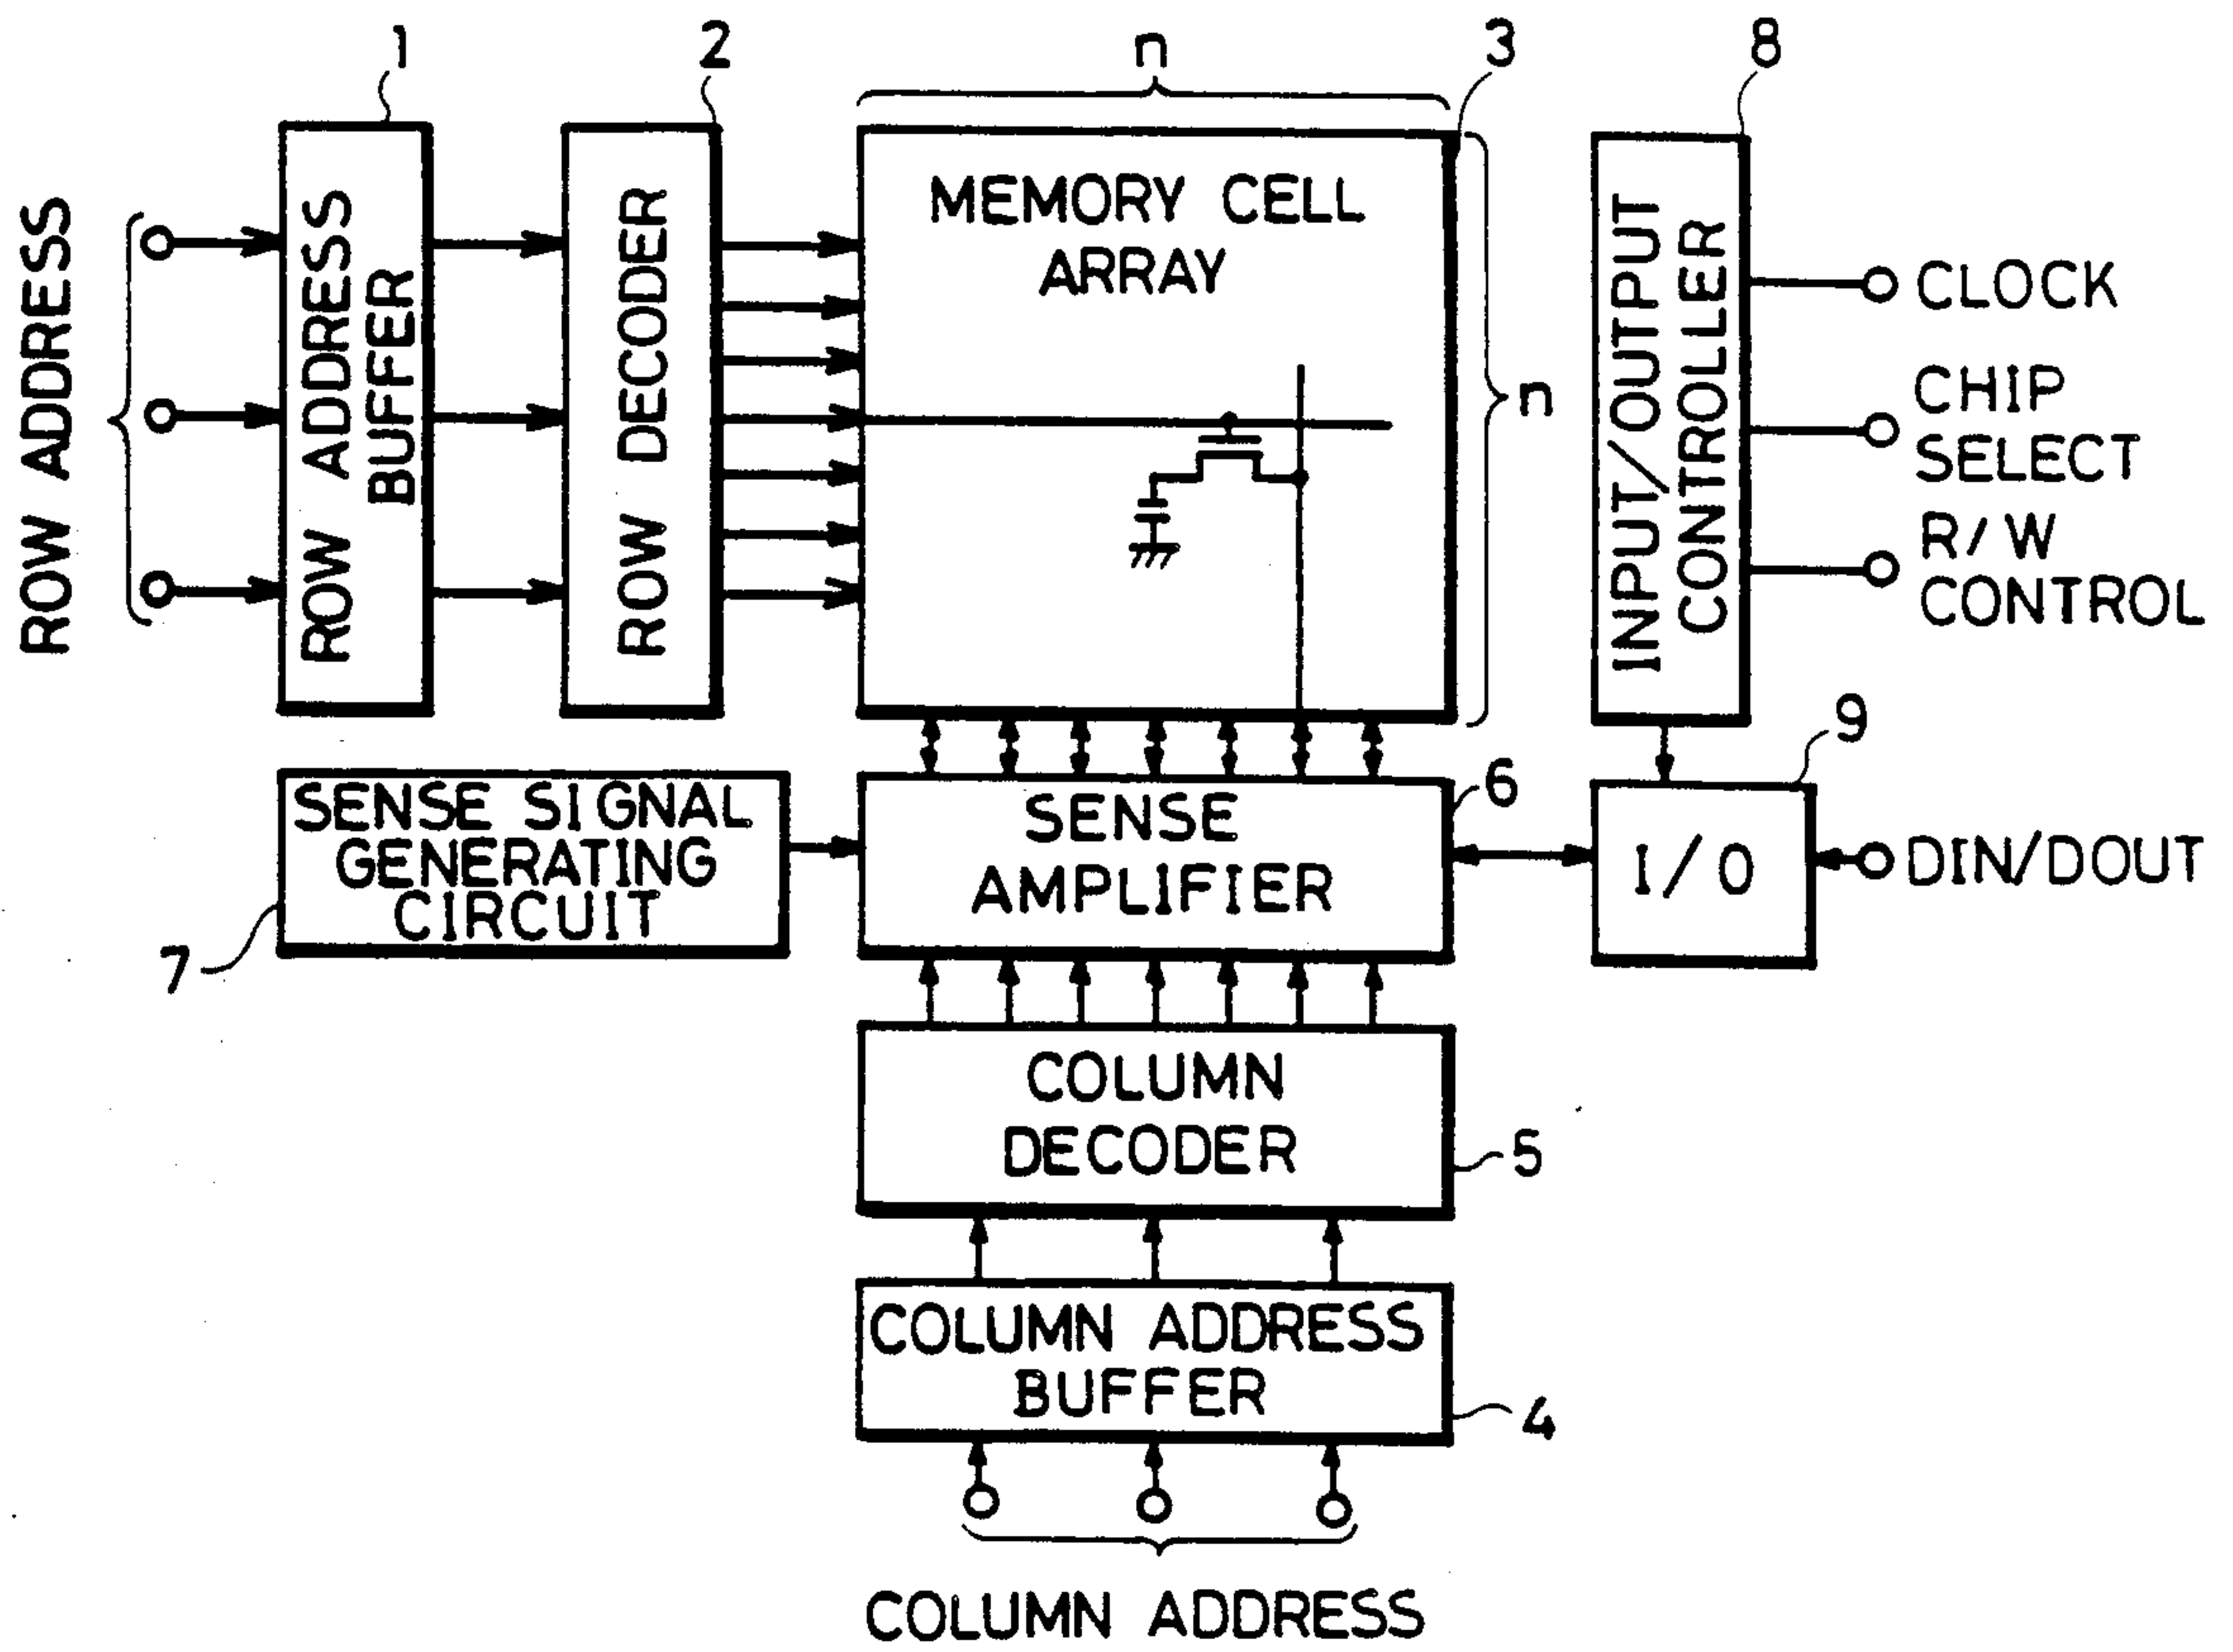 1
2
n
3
8
ROW ADDRESS
ROW ADDRESS
BUFFER
ROW DECODER
MEMORY CELL
ARRAY
n
INPUT/OUTPUT
CONTROLLER
CLOCK
CHIP
SELECT
R/W
CONTROL
9
SENSE SIGNAL
GENERATING
CIRCUIT
7
SENSE
AMPLIFIER
6
I/O
DIN/DOUT
COLUMN
DECODER
5
COLUMN ADDRESS
BUFFER
4
COLUMN ADDRESS